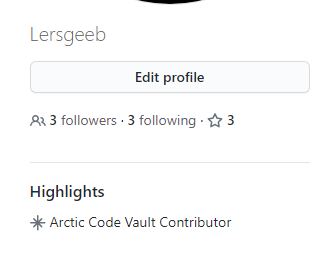 Lersgeeb
Edit profile
3 followers · 3 following · 3
Highlights
Arctic Code Vault Contributor